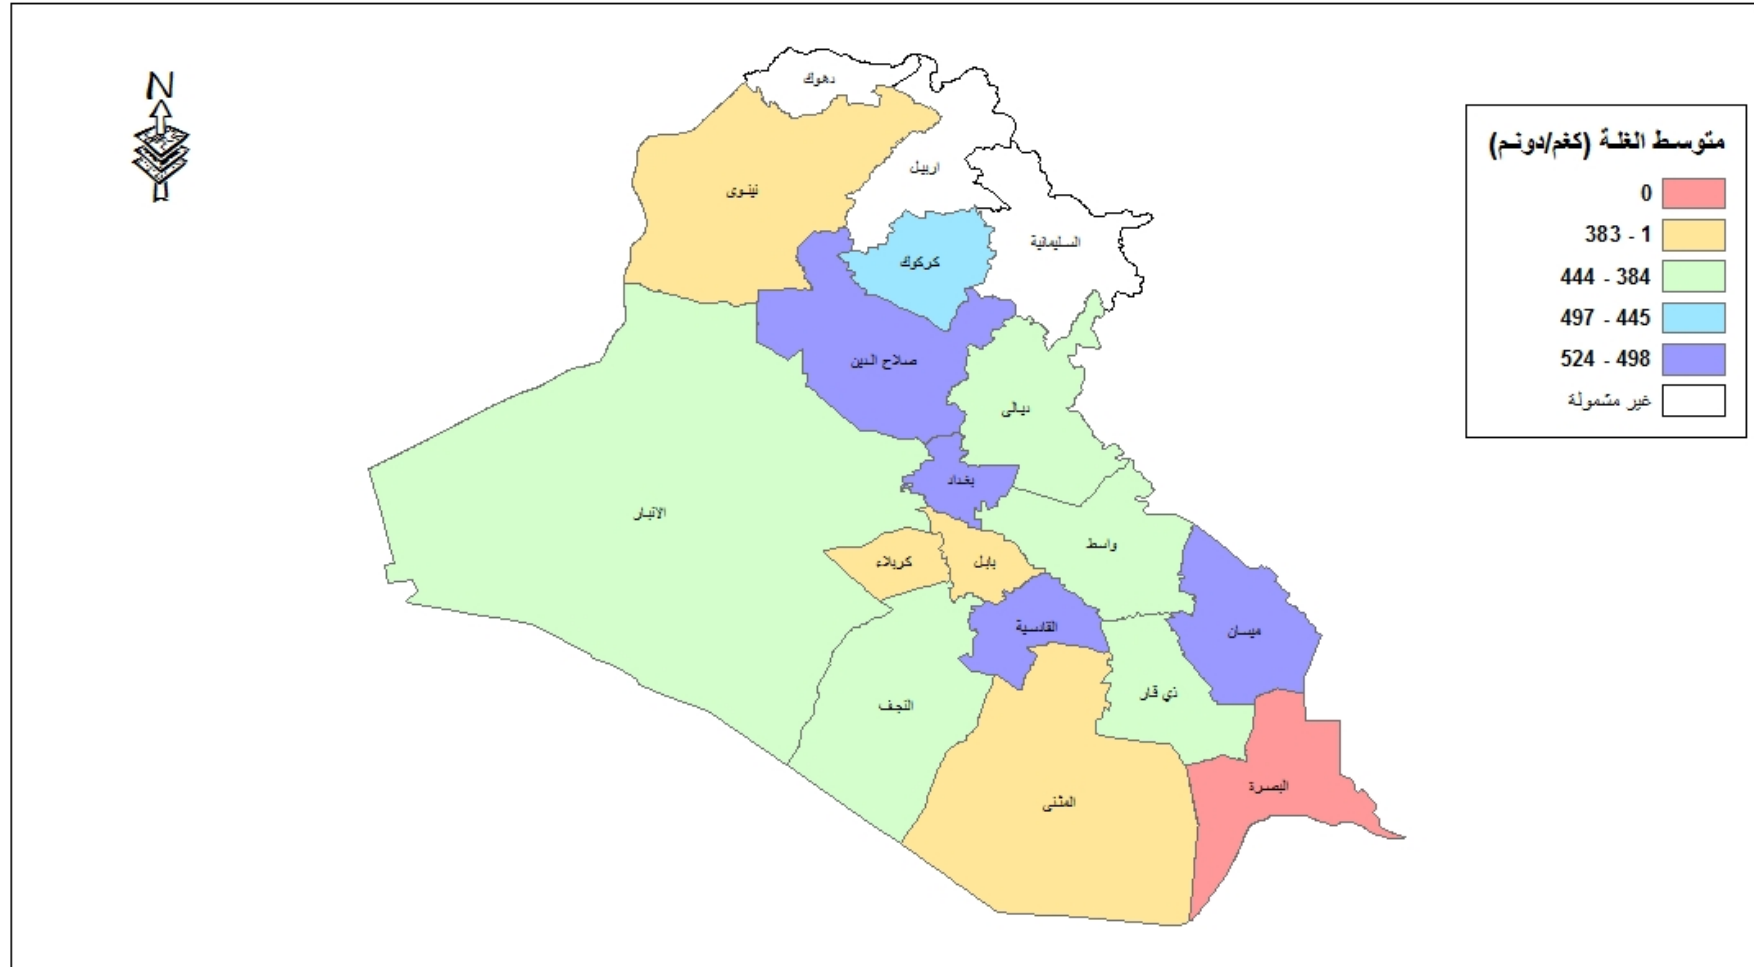 N
دهوك
اربيل
نينوى
السليمانية
كركوك
صلاح الدين
ديالى
بغداد
الانبار
واسط
كربلاء
بابل
القادسية
ميسان
ذي قار
النجف
المثنى
البصرة
متوسط الغلة (كغم/دونم)
0
383 - 1
444 - 384
497 - 445
524 - 498
غير مشمولة